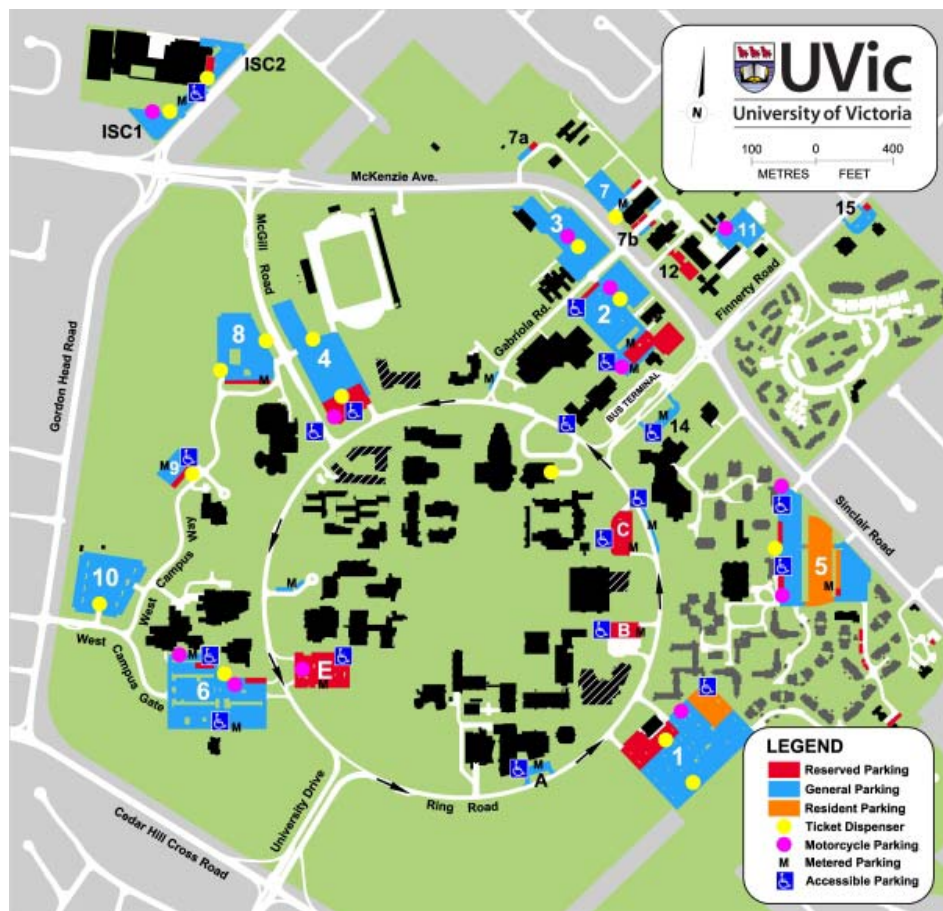 ISC2
M
ISC1
UVic
University of Victoria
N
100 0 400
METRES FEET
7a
McKenzie Ave.
7
M
7b
15
11
12
3
McGill
Road
Finnerty Road
Gabriola Rd.
2
M
8
M
4
Gordon Head Road
BUS TERMINAL
M
M
14
M
9
Way
Campus
West
10
C
M
M
Sinclair Road
5
M
M
B
M
West
Campus
Gate
M
6
M
E
M
M
A
1
Ring Road
University Drive
Cedar Hill Cross Road
LEGEND
Reserved Parking
General Parking
Resident Parking
Ticket Dispenser
Motorcycle Parking
M Metered Parking
Accessible Parking